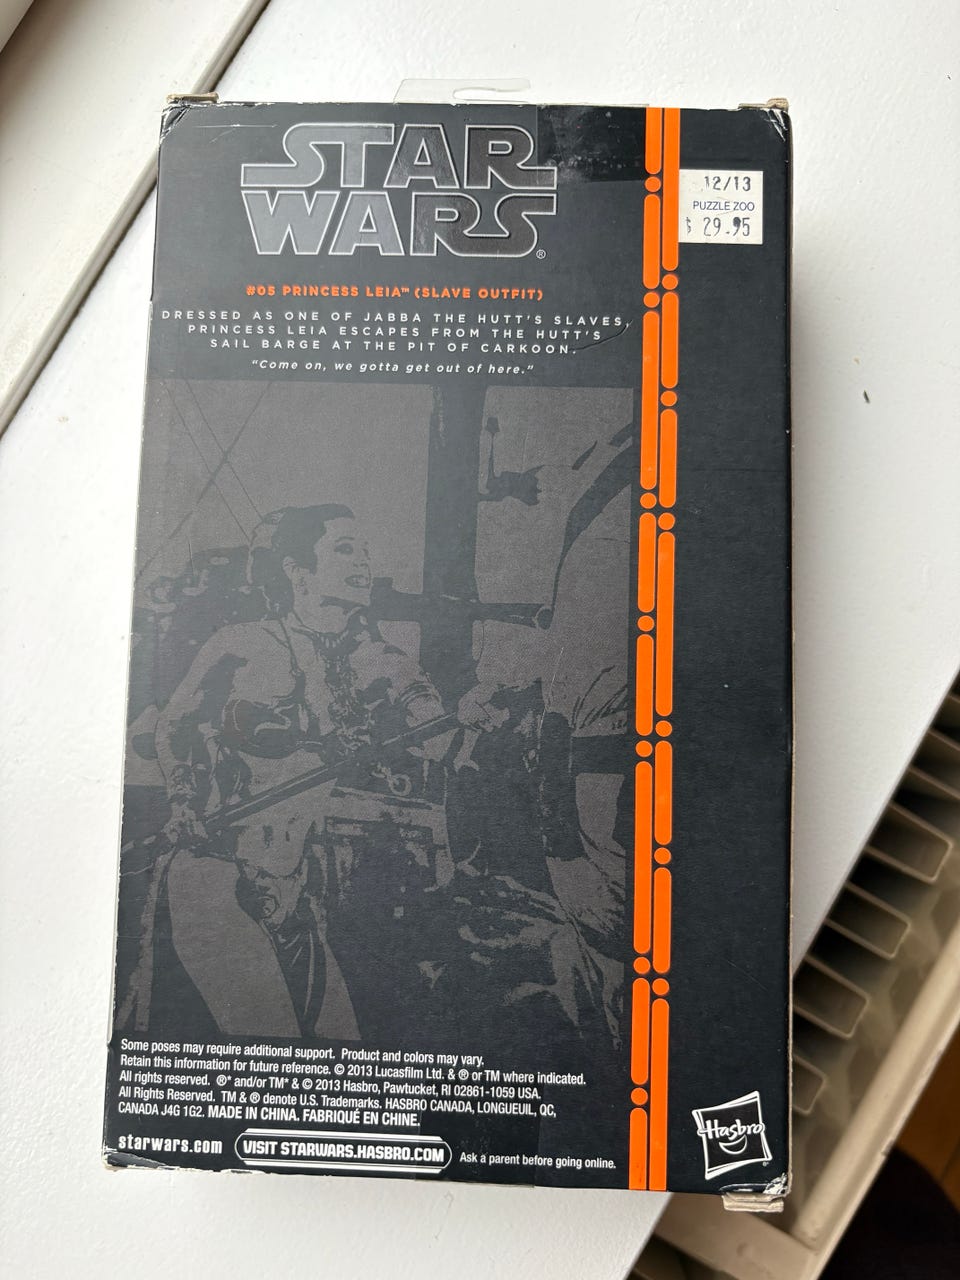 STAR
WARS®
12/13
PUZZLE ZOO
$ 29.95
#05 PRINCESS LEIA™ (SLAVE OUTFIT)
DRESSED AS ONE OF JABBA THE HUTT'S SLAVES,
PRINCESS LEIA ESCAPES FROM THE HUTT'S
SAIL BARGE AT THE PIT OF CARKOON.
"Come on, we gotta get out of here."
Some poses may require additional support. Product and colors may vary.
Retain this information for future reference. © 2013 Lucasfilm Ltd. & ® or TM where indicated.
All rights reserved. ®* and/or TM* & © 2013 Hasbro, Pawtucket, RI 02861-1059 USA.
All Rights Reserved. TM & ® denote U.S. Trademarks. HASBRO CANADA, LONGUEUIL, QC,
CANADA J4G 1G2. MADE IN CHINA. FABRIQUÉ EN CHINE.
starwars.com VISIT STARWARS.HASBRO.COM Ask a parent before going online.
Hasbro®